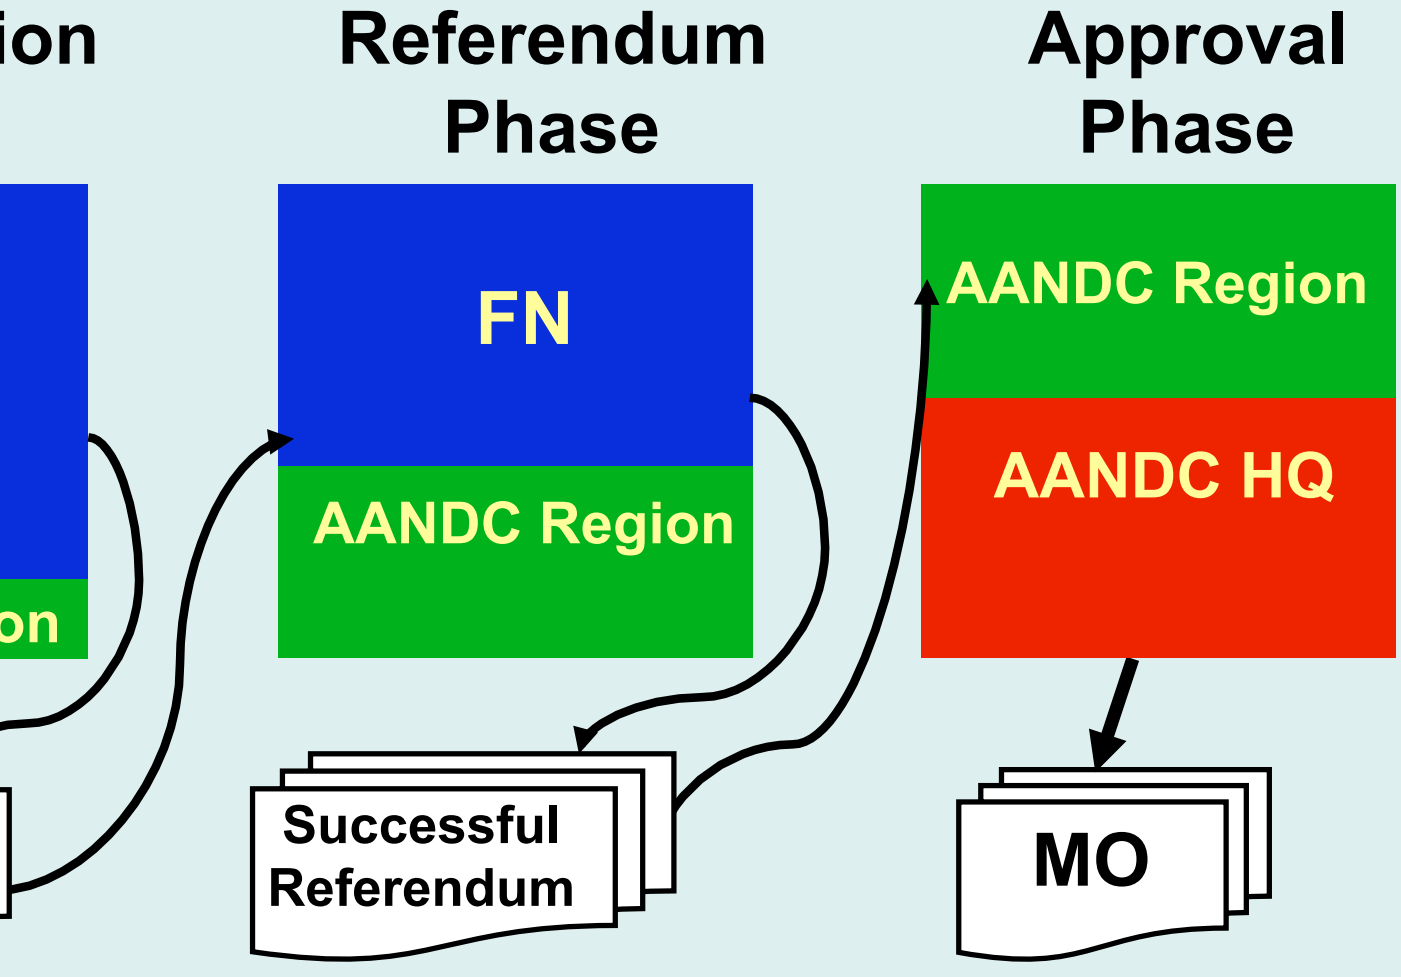 ion
Referendum
Phase
Approval
Phase
FN
AANDC Region
AANDC Region
AANDC HQ
on
Successful
Referendum
MO